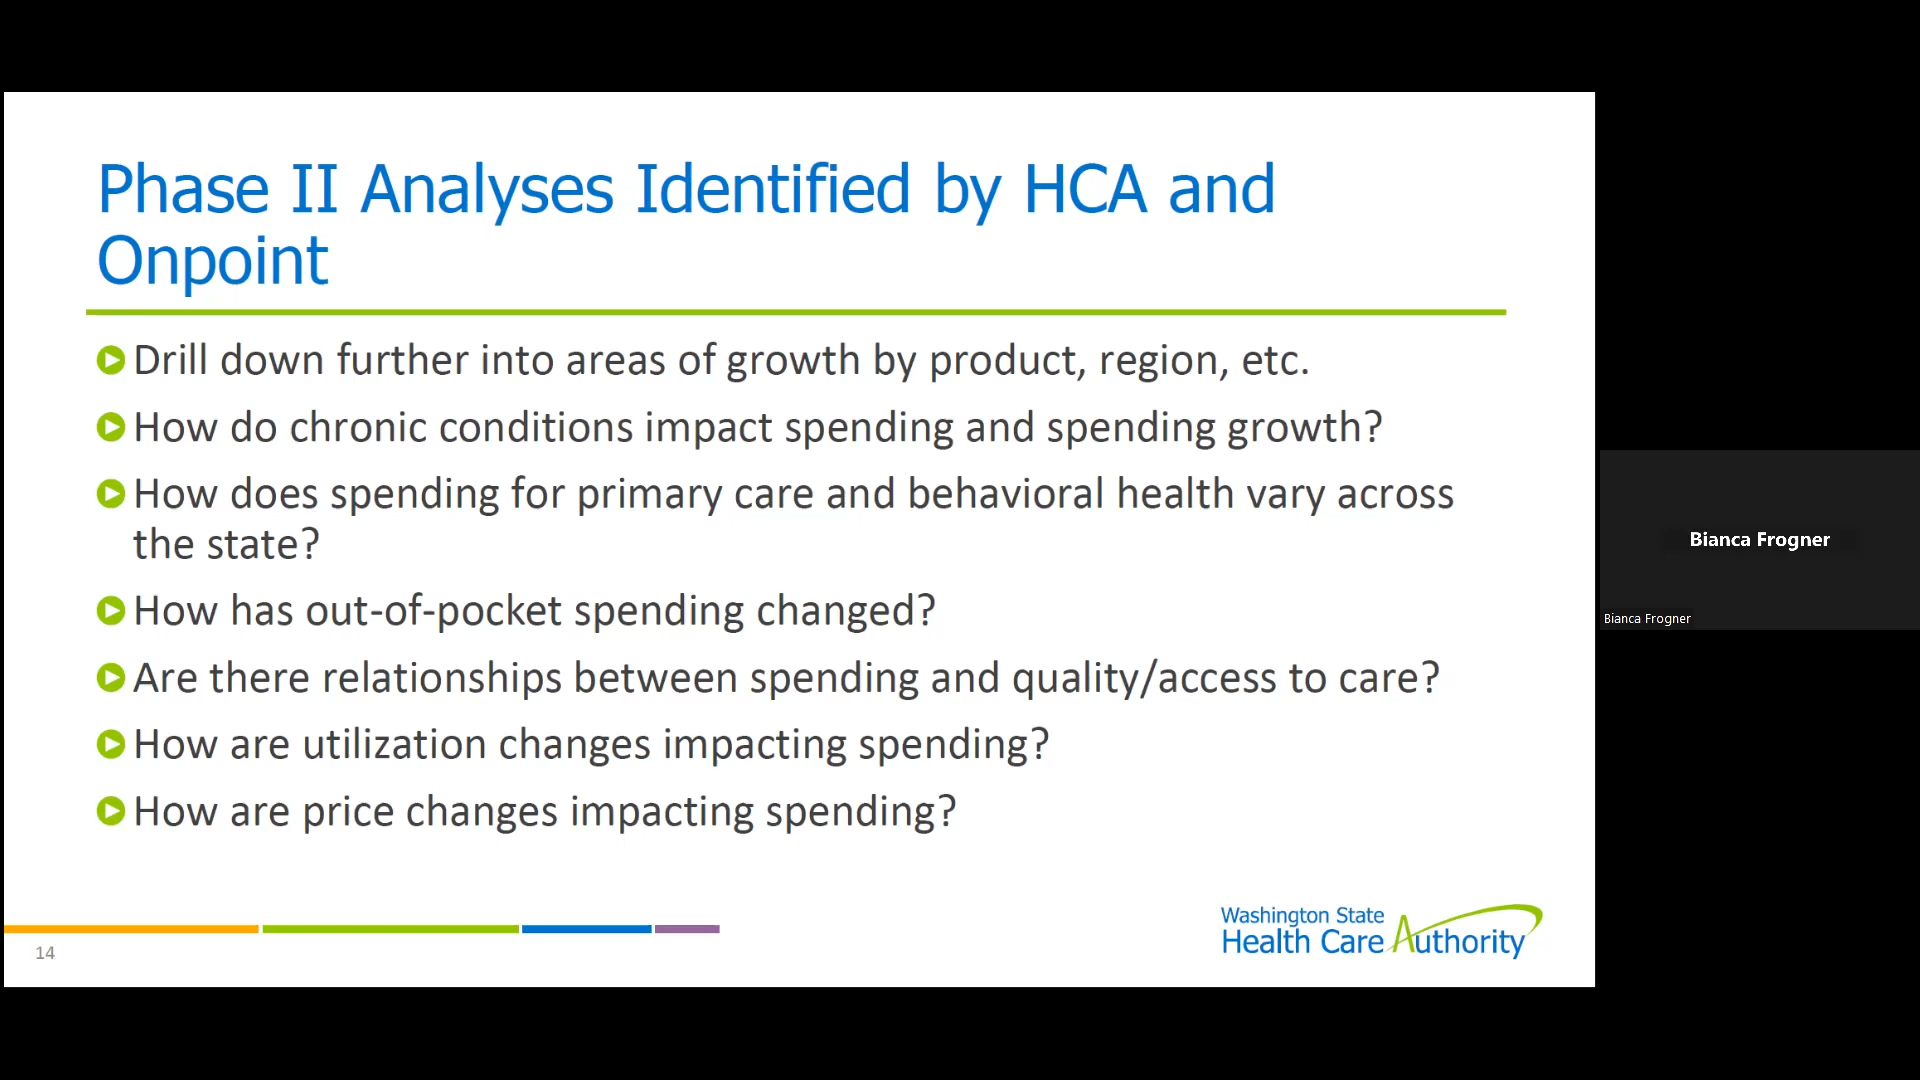 Phase II Analyses Identified by HCA and
Onpoint
Drill down further into areas of growth by product, region, etc.
How do chronic conditions impact spending and spending growth?
How does spending for primary care and behavioral health vary across
the state?
How has out-of-pocket spending changed?
Are there relationships between spending and quality/access to care?
How are utilization changes impacting spending?
How are price changes impacting spending?
14
Washington State
Health Care Authority
Bianca Frogner
Bianca Frogner